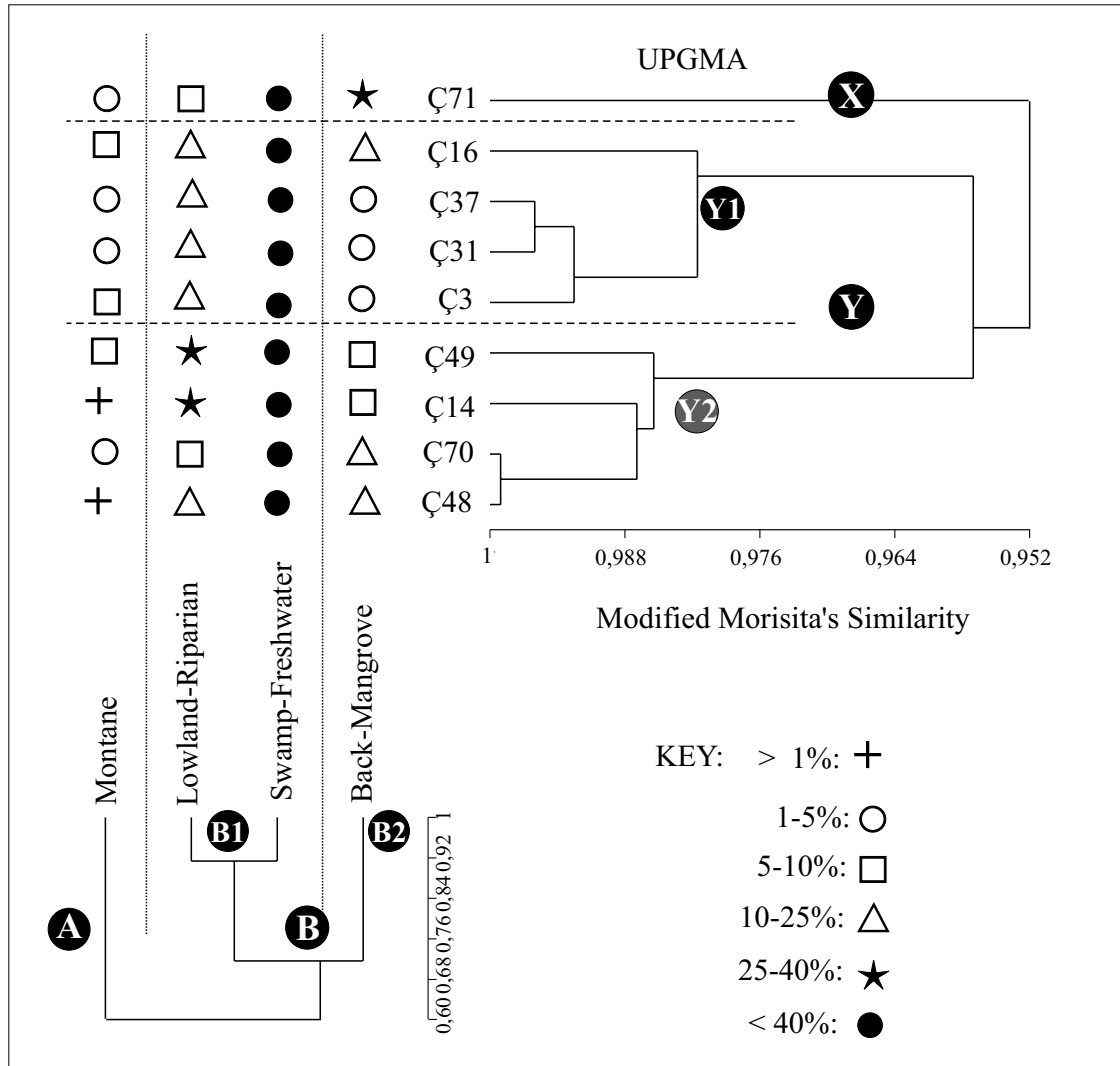 UPGMA
Ç71
X
Ç16
Ç37
Y1
Ç31
Ç3
Y
Ç49
Ç14
Y2
Ç70
Ç48
1 0,988 0,976 0,964 0,952
Modified Morisita's Similarity
Montane
Lowland-Riparian
Swamp-Freshwater
Back-Mangrove
A
B1
B2
B
0,60 0,68 0,76 0,84 0,92 1
KEY: > 1%:
1-5%:
5-10%:
10-25%:
25-40%:
< 40%: